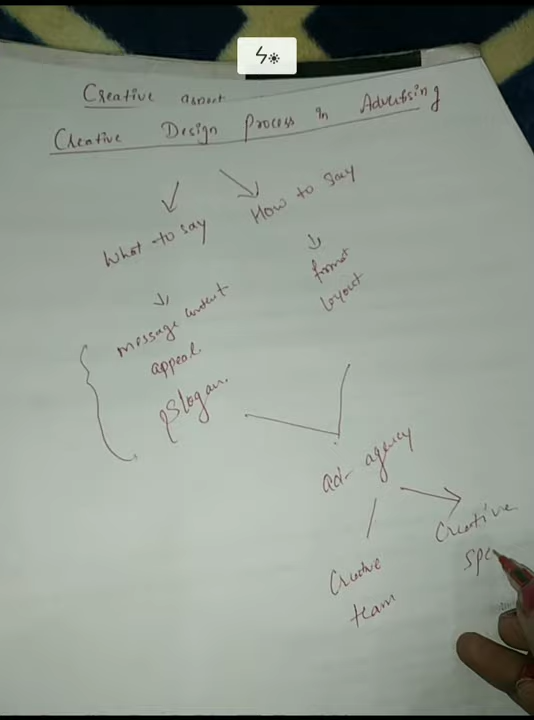 Creative aspect
Creative Design Process in Advertising
What to say
How to say
message content
appeal
Slogan.
format
layout
ad- agency
Creative
team
Creative
Spe